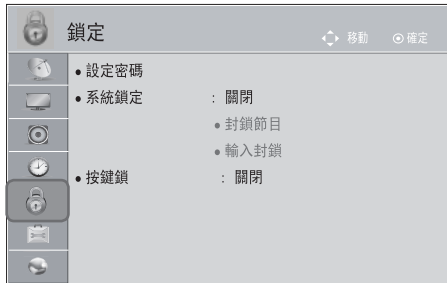 鎖定
移動 ⊙ 確定
• 設定密碼
• 系統鎖定 : 關閉
• 封鎖節目
• 輸入封鎖
• 按鍵鎖 : 關閉